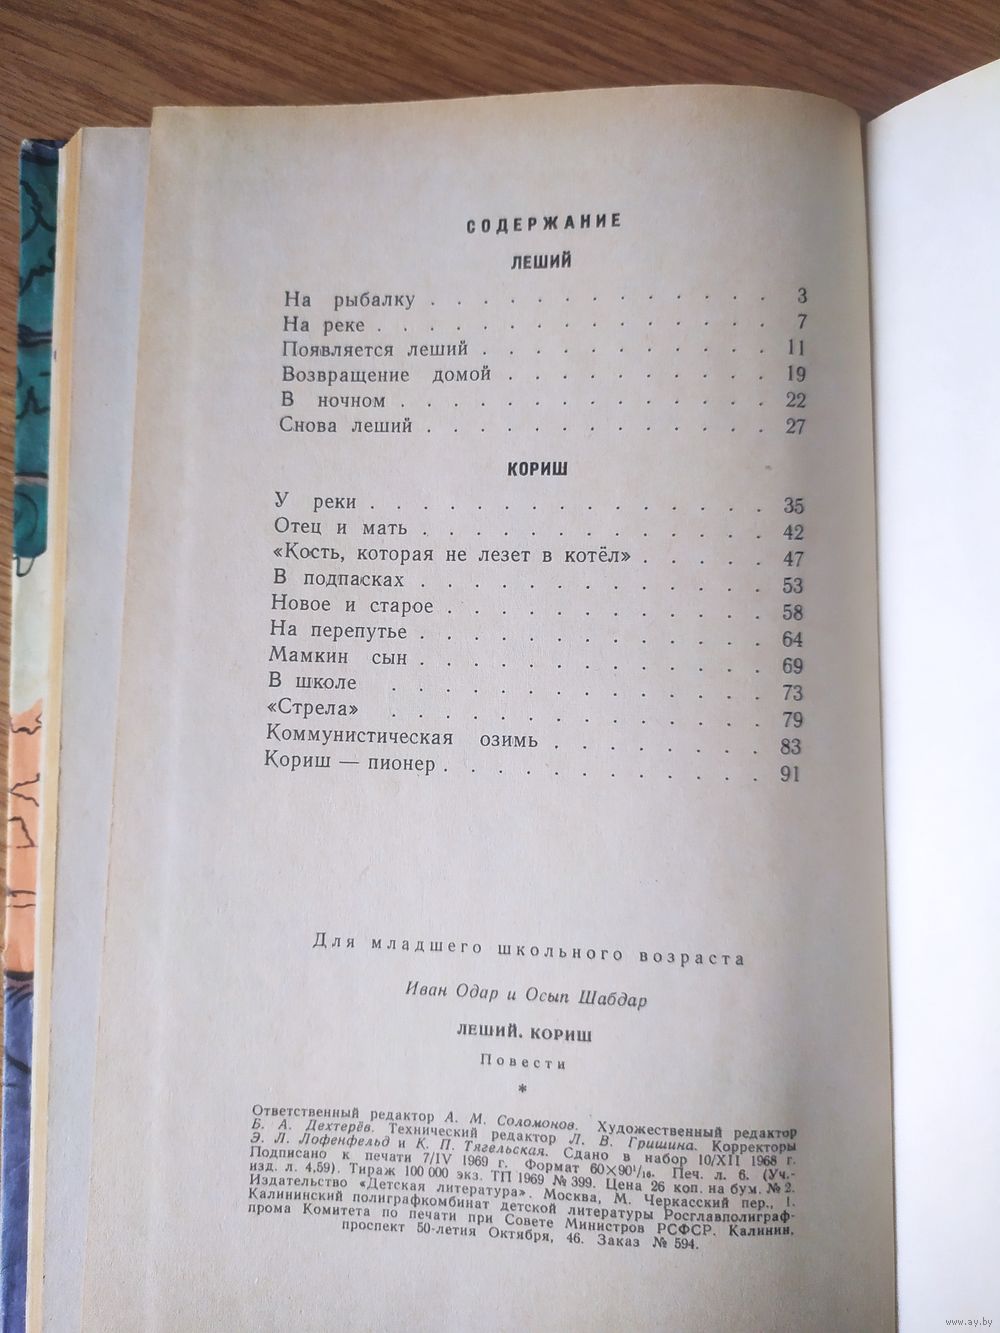 СОДЕРЖАНИЕ
ЛЕШИЙ
На рыбалку . . . . . . . . . . . . . 3
На реке . . . . . . . . . . . . . . . 7
Появляется леший . . . . . . . . . . . 11
Возвращение домой . . . . . . . . . . 19
В ночном . . . . . . . . . . . . . . 22
Снова леший . . . . . . . . . . . . . 27
КОРИШ
У реки . . . . . . . . . . . . . . . 35
Отец и мать . . . . . . . . . . . . . 42
«Кость, которая не лезет в котёл» . . . . . 47
В подпасках . . . . . . . . . . . . . 53
Новое и старое . . . . . . . . . . . . 58
На перепутье . . . . . . . . . . . . . 64
Мамкин сын . . . . . . . . . . . . . 69
В школе . . . . . . . . . . . . . . 73
«Стрела» . . . . . . . . . . . . . . 79
Коммунистическая озимь . . . . . . . . 83
Кориш — пионер . . . . . . . . . . . . 91
Для младшего школьного возраста
Иван Одар и Осып Шабдар
ЛЕШИЙ. КОРИШ
Повести
*
Ответственный редактор А. М. Соломонов. Художественный редактор
Б. А. Дехтерёв. Технический редактор Л. В. Гришина. Корректоры
Э. Л. Лофенфельд и К. П. Тягельская. Сдано в набор 10/XII 1968 г.
Подписано к печати 7/IV 1969 г. Формат 60×90¹/₁₆. Печ. л. 6. (Уч.-
изд. л. 4,59). Тираж 100 000 экз. ТП 1969 № 399. Цена 26 коп. на бум. № 2.
Издательство «Детская литература». Москва, М. Черкасский пер., 1.
Калининский полиграфкомбинат детской литературы Росглавполиграф-
прома Комитета по печати при Совете Министров РСФСР. Калинин,
проспект 50-летия Октября, 46. Заказ № 594.
www.ay.by